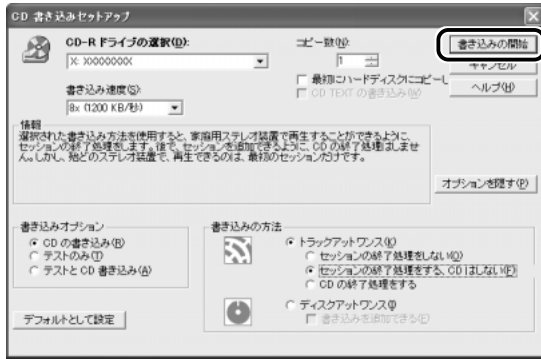 CD 書き込みセットアップ
CD-R ドライブの選択(D):
X: XXXXXXXX
書き込み速度(S):
8x (1200 KB/秒)
コピー数(N):
1
最初にハードディスクにコピーし
CD TEXT の書き込み(W)
書き込みの開始
キャンセル
ヘルプ(H)
情報
選択された書き込み方法を使用すると、家庭用ステレオ装置で再生することができるように、
セッションの終了処理をします。後で、セッションを追加できるように、CD の終了処理はしませ
ん。しかし、殆どのステレオ装置で、再生できるのは、最初のセッションだけです。
オプションを隠す(P)
書き込みオプション
CD の書き込み(R)
テストのみ(T)
テストと CD 書き込み(A)
デフォルトとして設定
書き込みの方法
トラックアットワンス(K)
セッションの終了処理をしない(Q)
セッションの終了処理をする、CD はしない(F)
CD の終了処理をする
ディスクアットワンス
書き込みを追加できる(E)